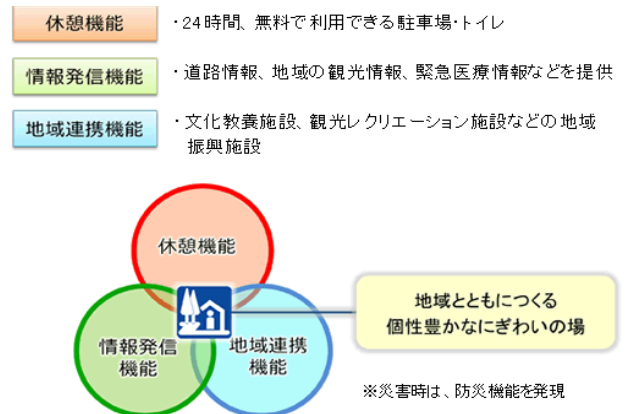 休憩機能
・24時間、無料で利用できる駐車場・トイレ
情報発信機能
・道路情報、地域の観光情報、緊急医療情報などを提供
地域連携機能
・文化教養施設、観光レクリエーション施設などの地域
振興施設
休憩機能
情報発信
機能
地域連携
機能
地域とともにつくる
個性豊かなにぎわいの場
※災害時は、防災機能を発現